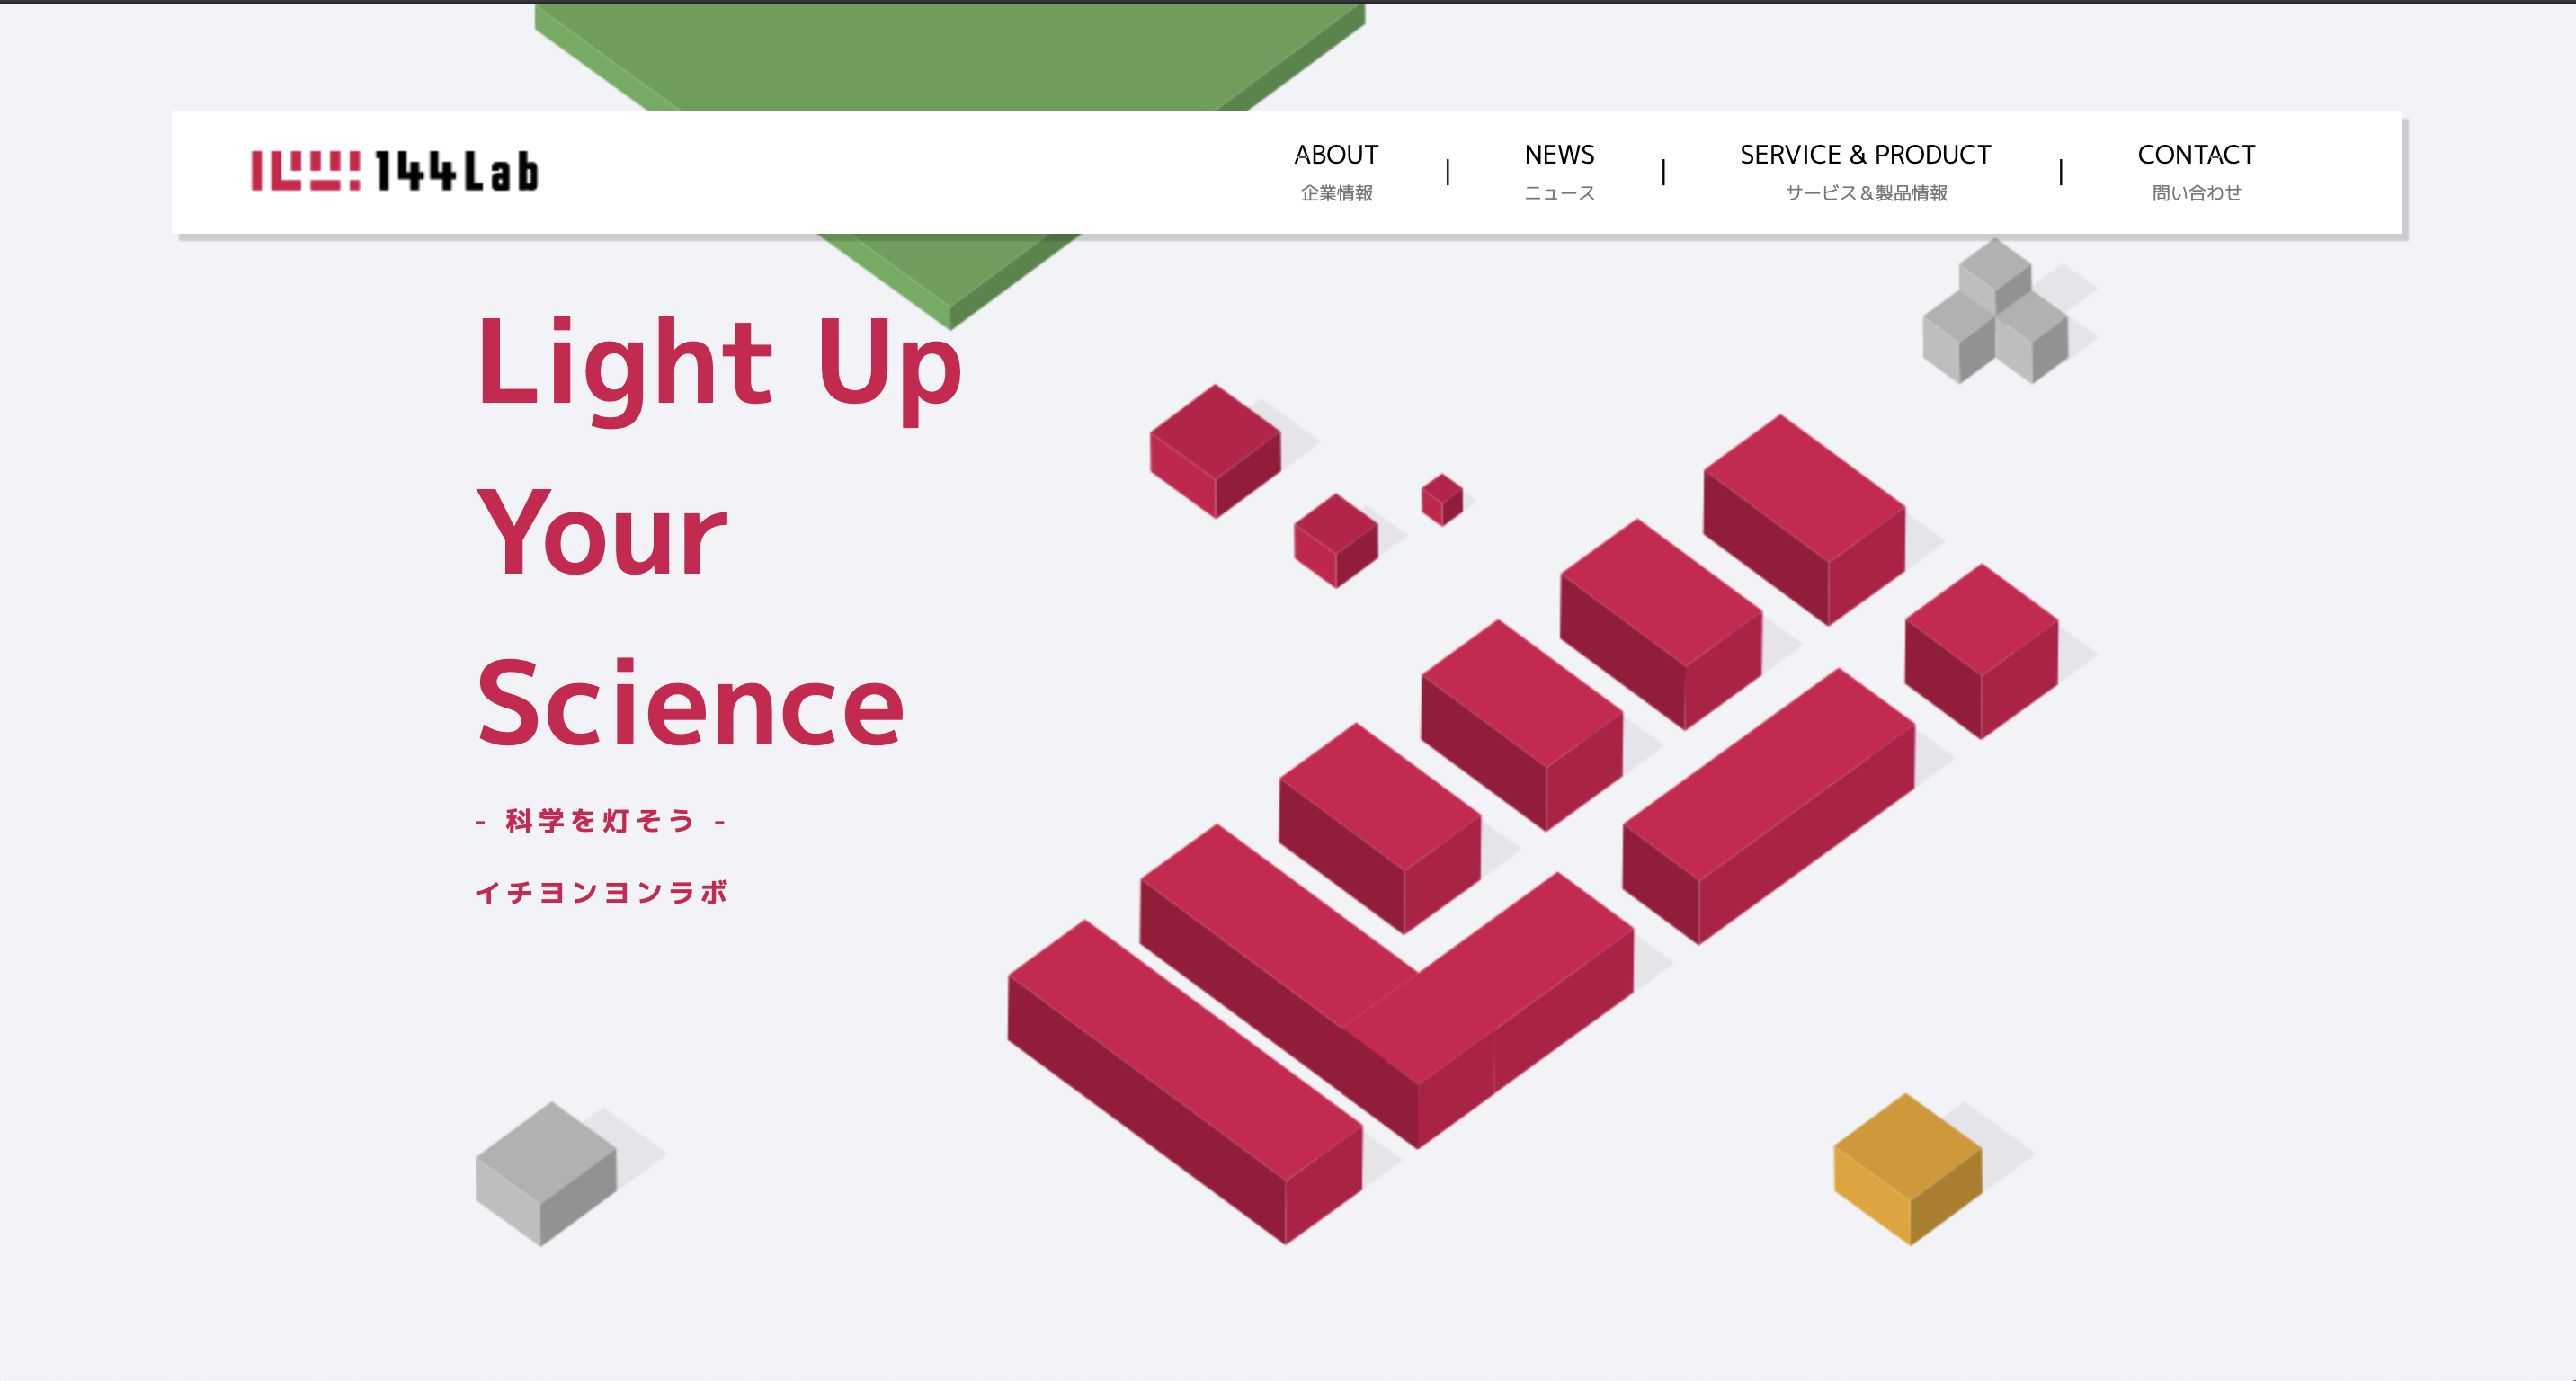 144Lab
ABOUT
企業情報
NEWS
ニュース
SERVICE & PRODUCT
サービス＆製品情報
CONTACT
問い合わせ
Light Up
Your
Science
- 科学を灯そう -
イチヨンヨンラボ